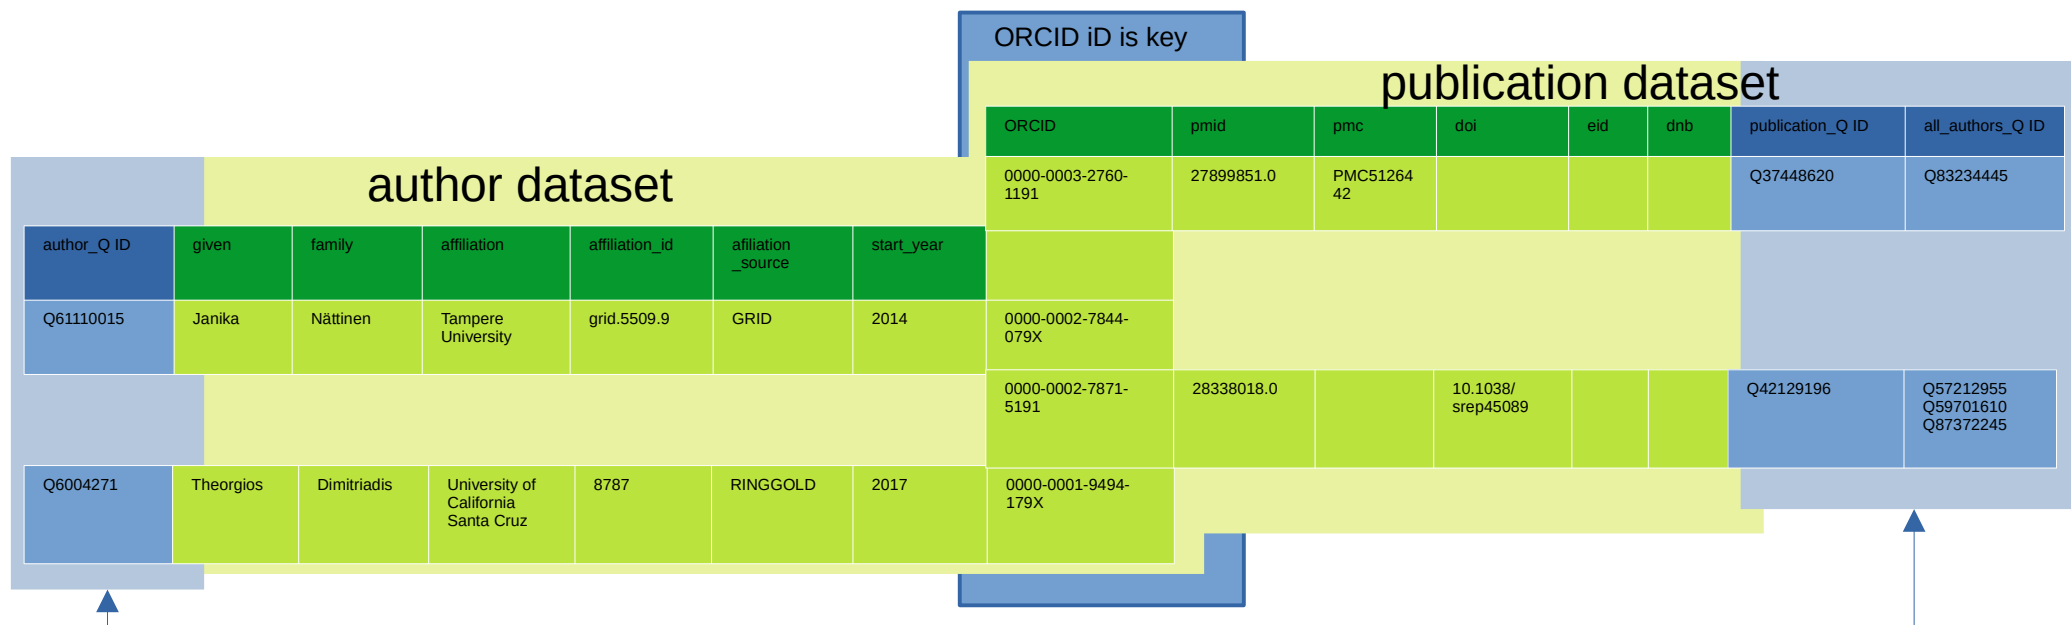 ORCID iD is key
publication dataset
ORCID pmid pmc doi eid dnb publication_Q ID all_authors_Q ID
0000-0003-2760- 27899851.0 PMC51264 Q37448620 Q83234445
1191 42
author dataset
author_Q ID given family affiliation affiliation_id afiliation start_year
_source
Q61110015 Janika Nättinen Tampere grid.5509.9 GRID 2014 0000-0002-7844-
University 079X
0000-0002-7871- 28338018.0 10.1038/ Q42129196 Q57212955
5191 srep45089 Q59701610
Q87372245
Q6004271 Theorgios Dimitriadis University of 8787 RINGGOLD 2017 0000-0001-9494-
California 179X
Santa Cruz